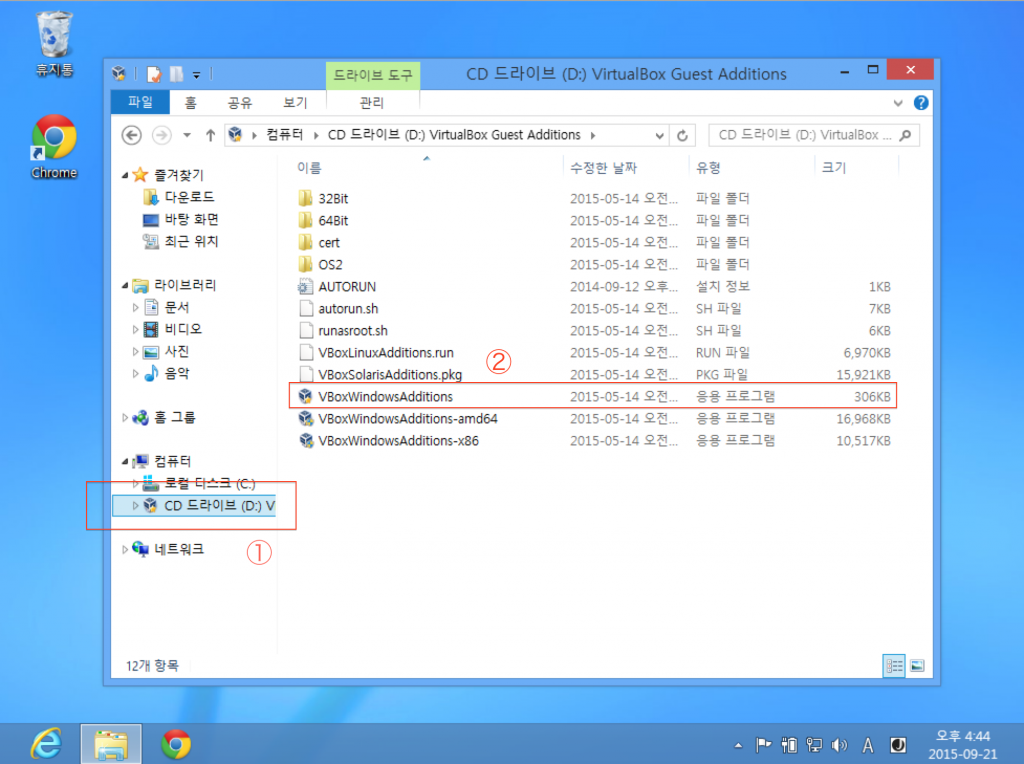 휴지통
Chrome
드라이브 도구
CD 드라이브 (D:) VirtualBox Guest Additions
파일
홈
공유
보기
관리
컴퓨터
CD 드라이브 (D:) VirtualBox Guest Additions
CD 드라이브 (D:) VirtualBox ...
즐겨찾기
다운로드
바탕 화면
최근 위치
라이브러리
문서
비디오
사진
음악
홈 그룹
컴퓨터
로컬 디스크 (C:)
CD 드라이브 (D:) V
네트워크
①
이름 수정한 날짜 유형 크기
32Bit 2015-05-14 오전... 파일 폴더
64Bit 2015-05-14 오전... 파일 폴더
cert 2015-05-14 오전... 파일 폴더
OS2 2015-05-14 오전... 파일 폴더
AUTORUN 2014-09-12 오후... 설치 정보 1KB
autorun.sh 2015-05-14 오전... SH 파일 7KB
runasroot.sh 2015-05-14 오전... SH 파일 6KB
VBoxLinuxAdditions.run 2015-05-14 오전... RUN 파일 6,970KB
②
VBoxSolarisAdditions.pkg 2015-05-14 오전... PKG 파일 15,921KB
VBoxWindowsAdditions 2015-05-14 오전... 응용 프로그램 306KB
VBoxWindowsAdditions-amd64 2015-05-14 오전... 응용 프로그램 16,968KB
VBoxWindowsAdditions-x86 2015-05-14 오전... 응용 프로그램 10,517KB
12개 항목
A
오후 4:44
2015-09-21